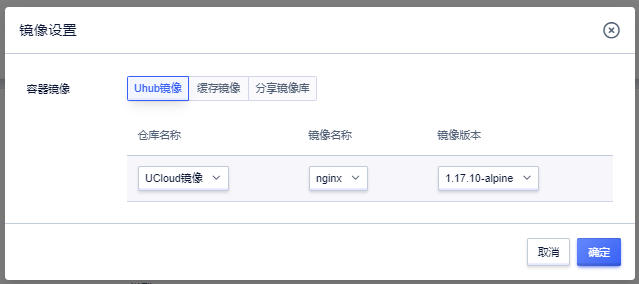 镜像设置
容器镜像
Uhub镜像 缓存镜像 分享镜像库
仓库名称 镜像名称 镜像版本
UCloud镜像 nginx 1.17.10-alpine
取消 确定